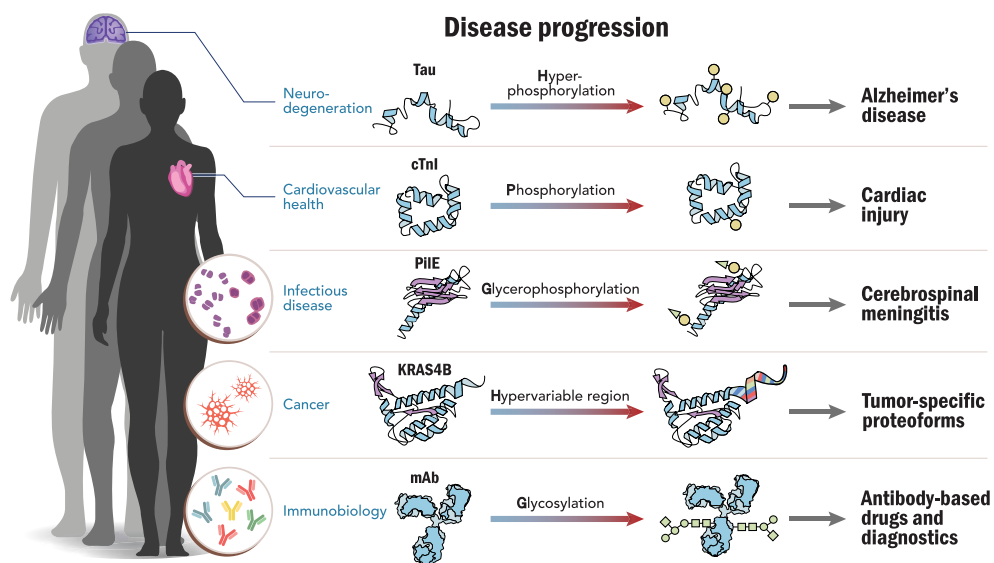 Disease progression
Neuro-
degeneration
Tau
Hyper-
phosphorylation
Alzheimer's
disease
Cardiovascular
health
cTnI
Phosphorylation
Cardiac
injury
Infectious
disease
PilE
Glycerophosphorylation
Cerebrospinal
meningitis
Cancer
KRAS4B
Hypervariable region
Tumor-specific
proteoforms
Immunobiology
mAb
Glycosylation
Antibody-based
drugs and
diagnostics